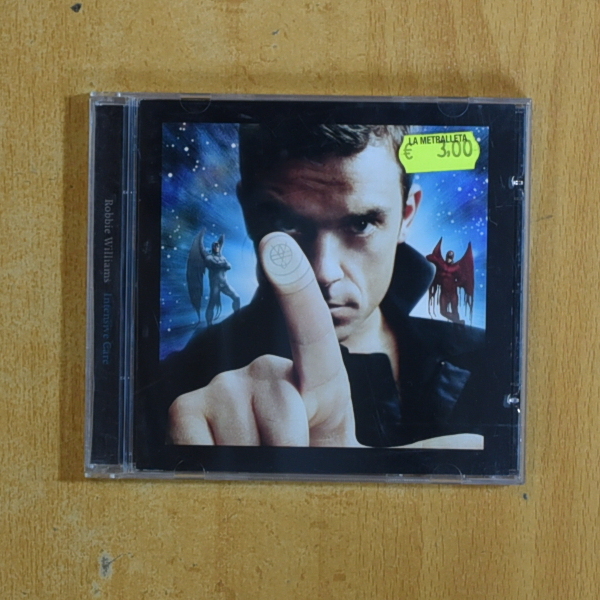 LA METRALLETA
€ 3,00
Robbie Williams Intensive Care